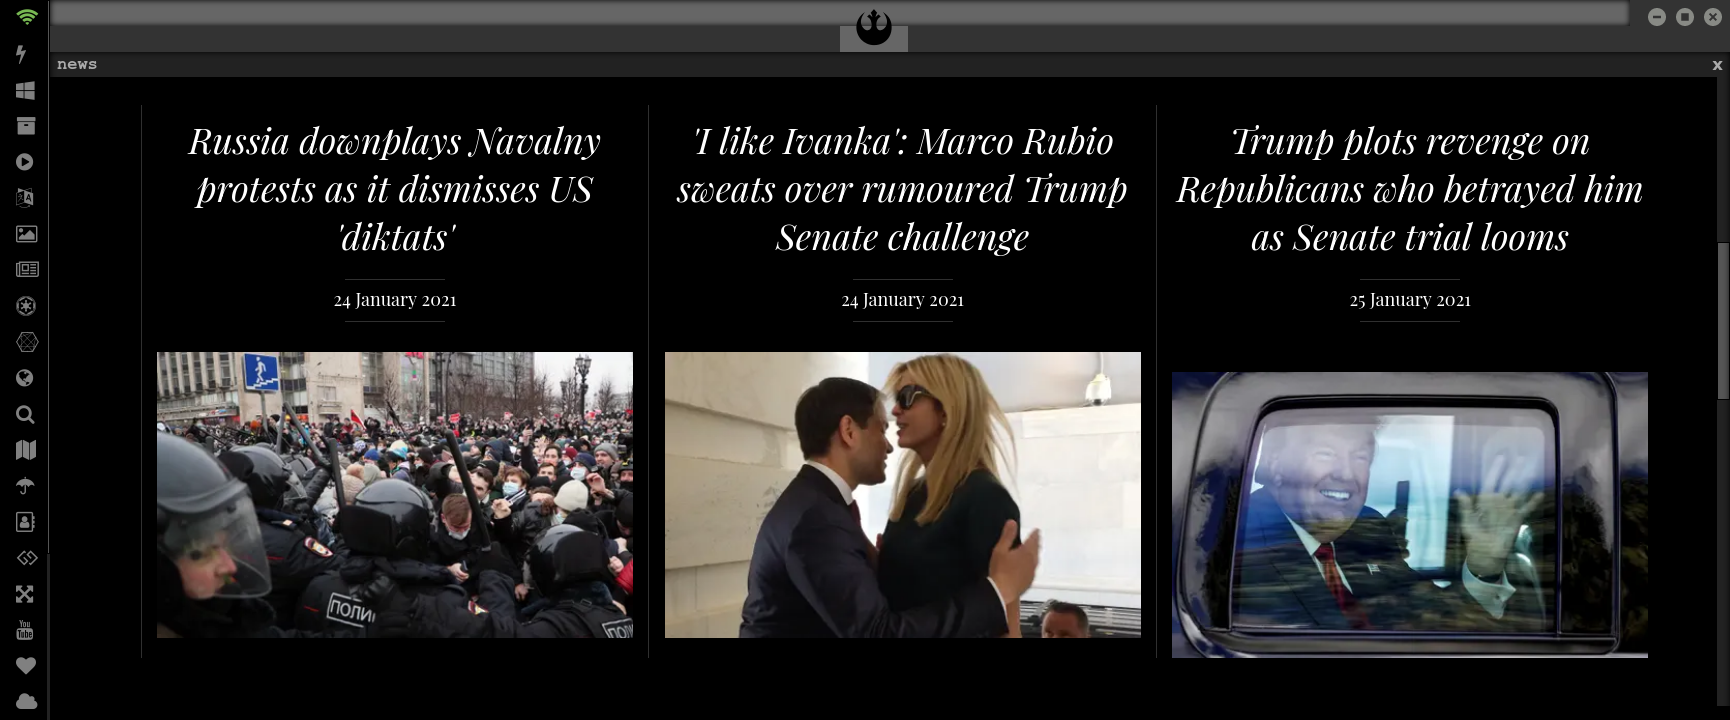 news
x
Russia downplays Navalny
protests as it dismisses US
'diktats'
24 January 2021
'I like Ivanka': Marco Rubio
sweats over rumoured Trump
Senate challenge
24 January 2021
Trump plots revenge on
Republicans who betrayed him
as Senate trial looms
25 January 2021
ПОЛИ
ПОЛ
You
Tube